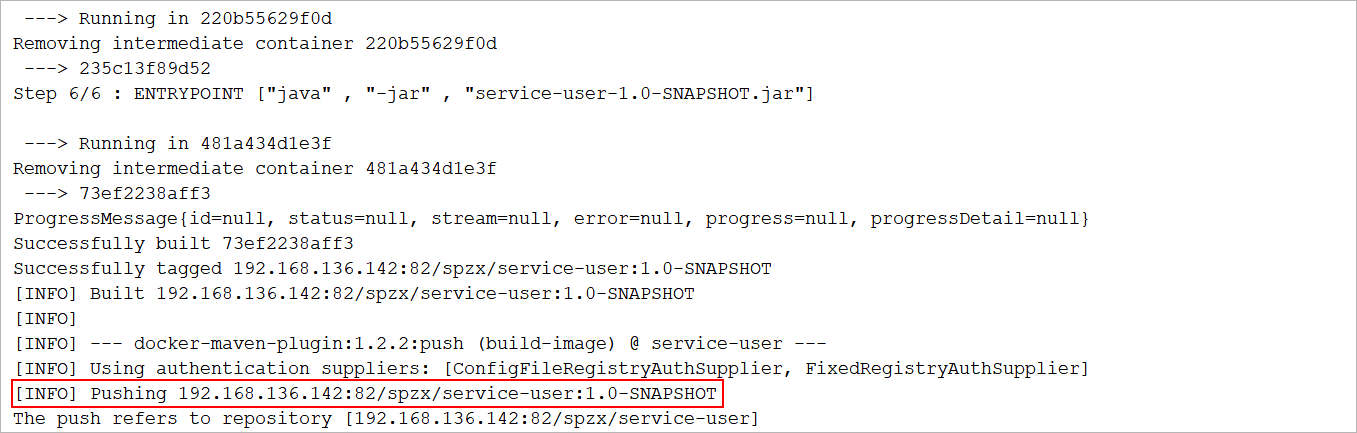 ---> Running in 220b55629f0d
Removing intermediate container 220b55629f0d
---> 235c13f89d52
Step 6/6 : ENTRYPOINT ["java" , "-jar" , "service-user-1.0-SNAPSHOT.jar"]
---> Running in 481a434d1e3f
Removing intermediate container 481a434d1e3f
---> 73ef2238aff3
ProgressMessage{id=null, status=null, stream=null, error=null, progress=null, progressDetail=null}
Successfully built 73ef2238aff3
Successfully tagged 192.168.136.142:82/spzx/service-user:1.0-SNAPSHOT
[INFO] Built 192.168.136.142:82/spzx/service-user:1.0-SNAPSHOT
[INFO]
[INFO] --- docker-maven-plugin:1.2.2:push (build-image) @ service-user ---
[INFO] Using authentication suppliers: [ConfigFileRegistryAuthSupplier, FixedRegistryAuthSupplier]
[INFO] Pushing 192.168.136.142:82/spzx/service-user:1.0-SNAPSHOT
The push refers to repository [192.168.136.142:82/spzx/service-user]